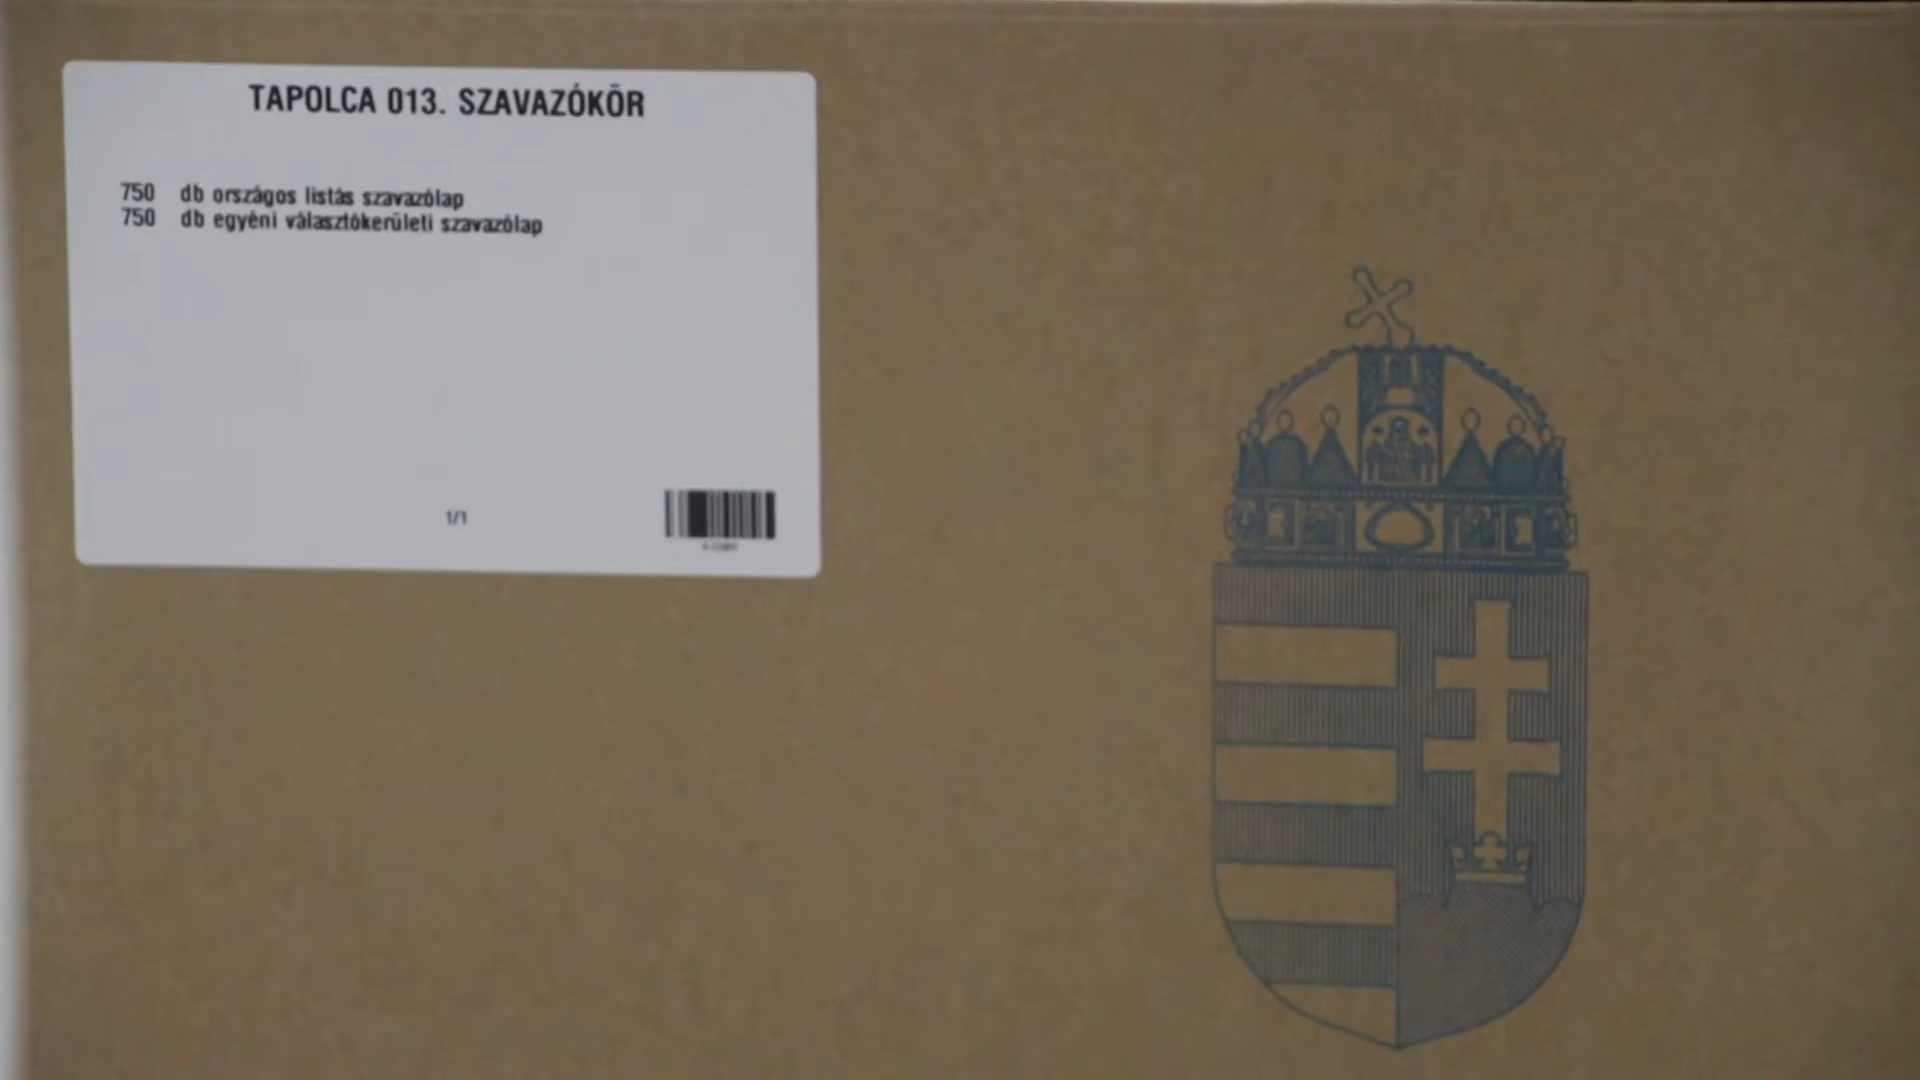 TAPOLCA 013. SZAVAZÓKÖR
750 db országos listás szavazólap
750 db egyéni választókerületi szavazólap
1/1